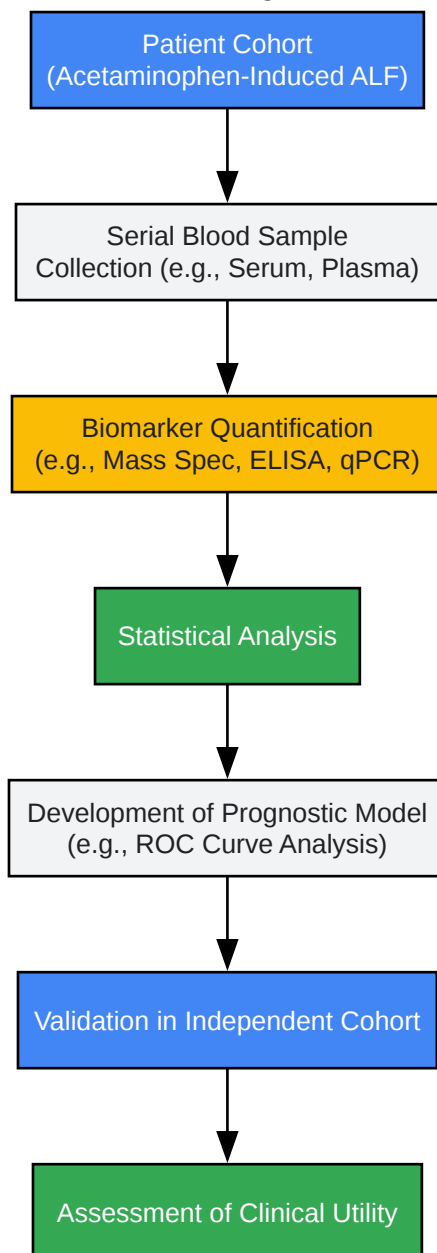 Patient Cohort
(Acetaminophen-Induced ALF)
Serial Blood Sample
Collection (e.g., Serum, Plasma)
Biomarker Quantification
(e.g., Mass Spec, ELISA, qPCR)
Statistical Analysis
Development of Prognostic Model
(e.g., ROC Curve Analysis)
Validation in Independent Cohort
Assessment of Clinical Utility